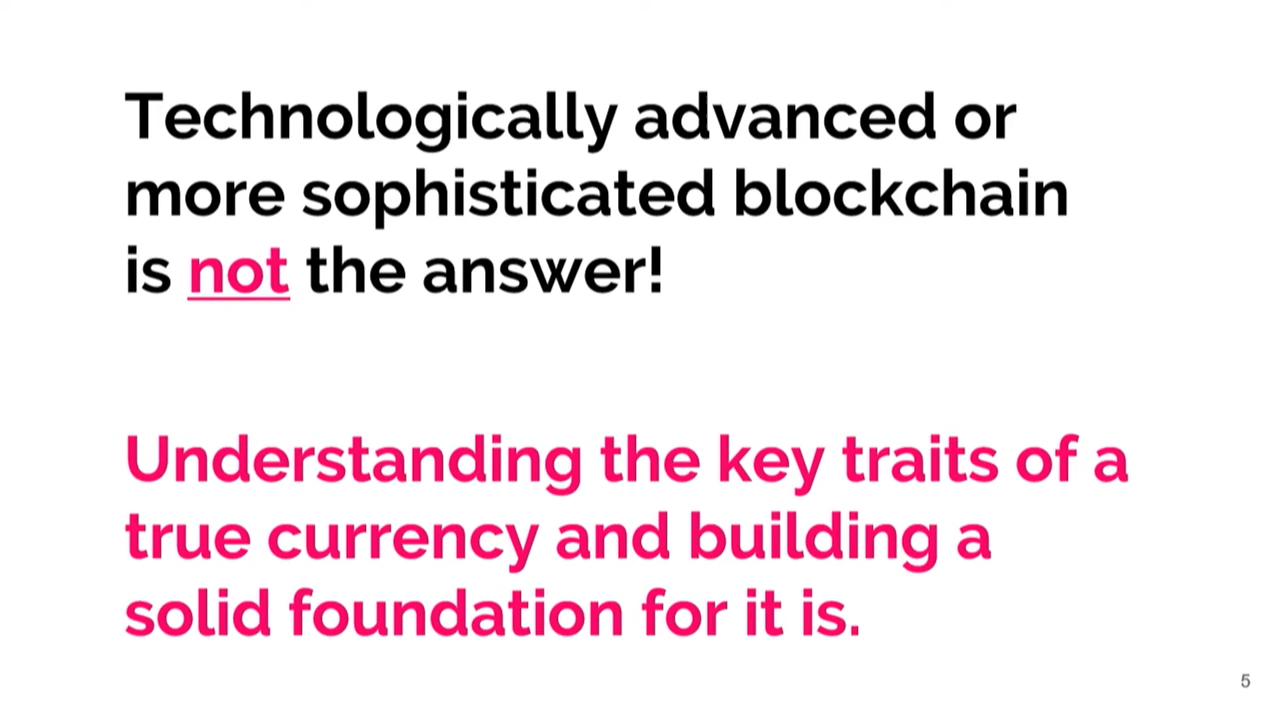 Technologically advanced or
more sophisticated blockchain
is not the answer!
Understanding the key traits of a
true currency and building a
solid foundation for it is.
5